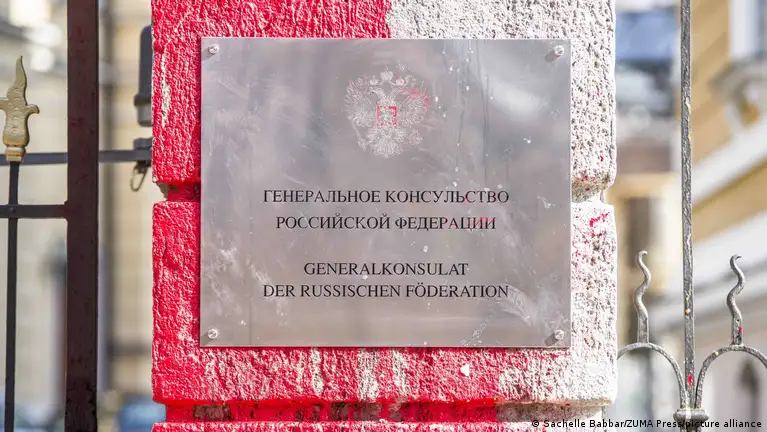 ГЕНЕРАЛЬНОЕ КОНСУЛЬСТВО
РОССИЙСКОЙ ФЕДЕРАЦИИ
GENERALKONSULAT
DER RUSSISCHEN FÖDERATION
© Sachelle Babbar/ZUMA Press/picture alliance